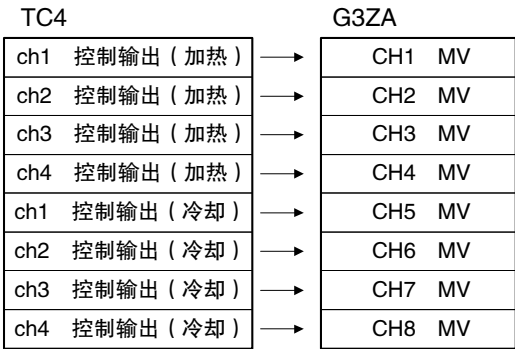 TC4 G3ZA
ch1 控制输出（加热） CH1 MV
ch2 控制输出（加热） CH2 MV
ch3 控制输出（加热） CH3 MV
ch4 控制输出（加热） CH4 MV
ch1 控制输出（冷却） CH5 MV
ch2 控制输出（冷却） CH6 MV
ch3 控制输出（冷却） CH7 MV
ch4 控制输出（冷却） CH8 MV